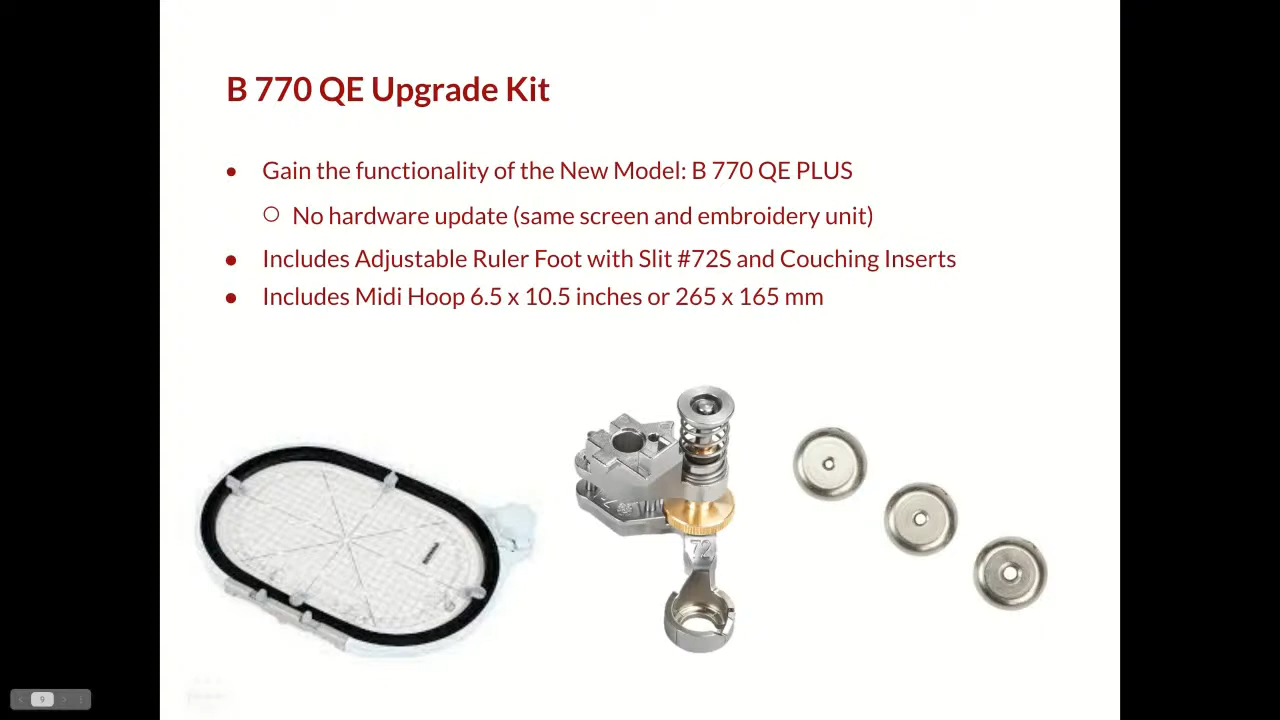 B 770 QE Upgrade Kit
● Gain the functionality of the New Model: B 770 QE PLUS
○ No hardware update (same screen and embroidery unit)
● Includes Adjustable Ruler Foot with Slit #72S and Couching Inserts
● Includes Midi Hoop 6.5 x 10.5 inches or 265 x 165 mm
72
9